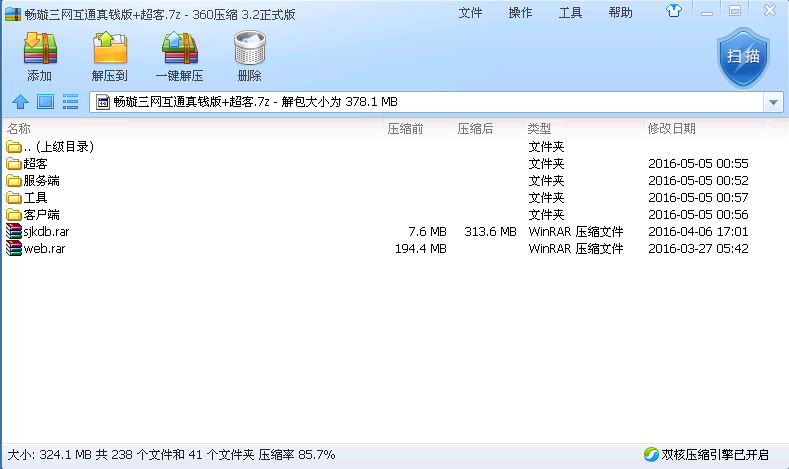 畅璇三网互通真钱版+超客.7z - 360压缩 3.2正式版 文件 操作 工具 帮助
添加 解压到 一键解压 删除 扫描
畅璇三网互通真钱版+超客.7z - 解包大小为 378.1 MB
名称 压缩前 压缩后 类型 修改日期
.. (上级目录) 文件夹
超客 文件夹 2016-05-05 00:55
服务端 文件夹 2016-05-05 00:52
工具 文件夹 2016-05-05 00:57
客户端 文件夹 2016-05-05 00:56
sjkdb.rar 7.6 MB 313.6 MB WinRAR 压缩文件 2016-04-06 17:01
web.rar 194.4 MB WinRAR 压缩文件 2016-03-27 05:42
大小: 324.1 MB 共 238 个文件和 41 个文件夹 压缩率 85.7% 双核压缩引擎已开启